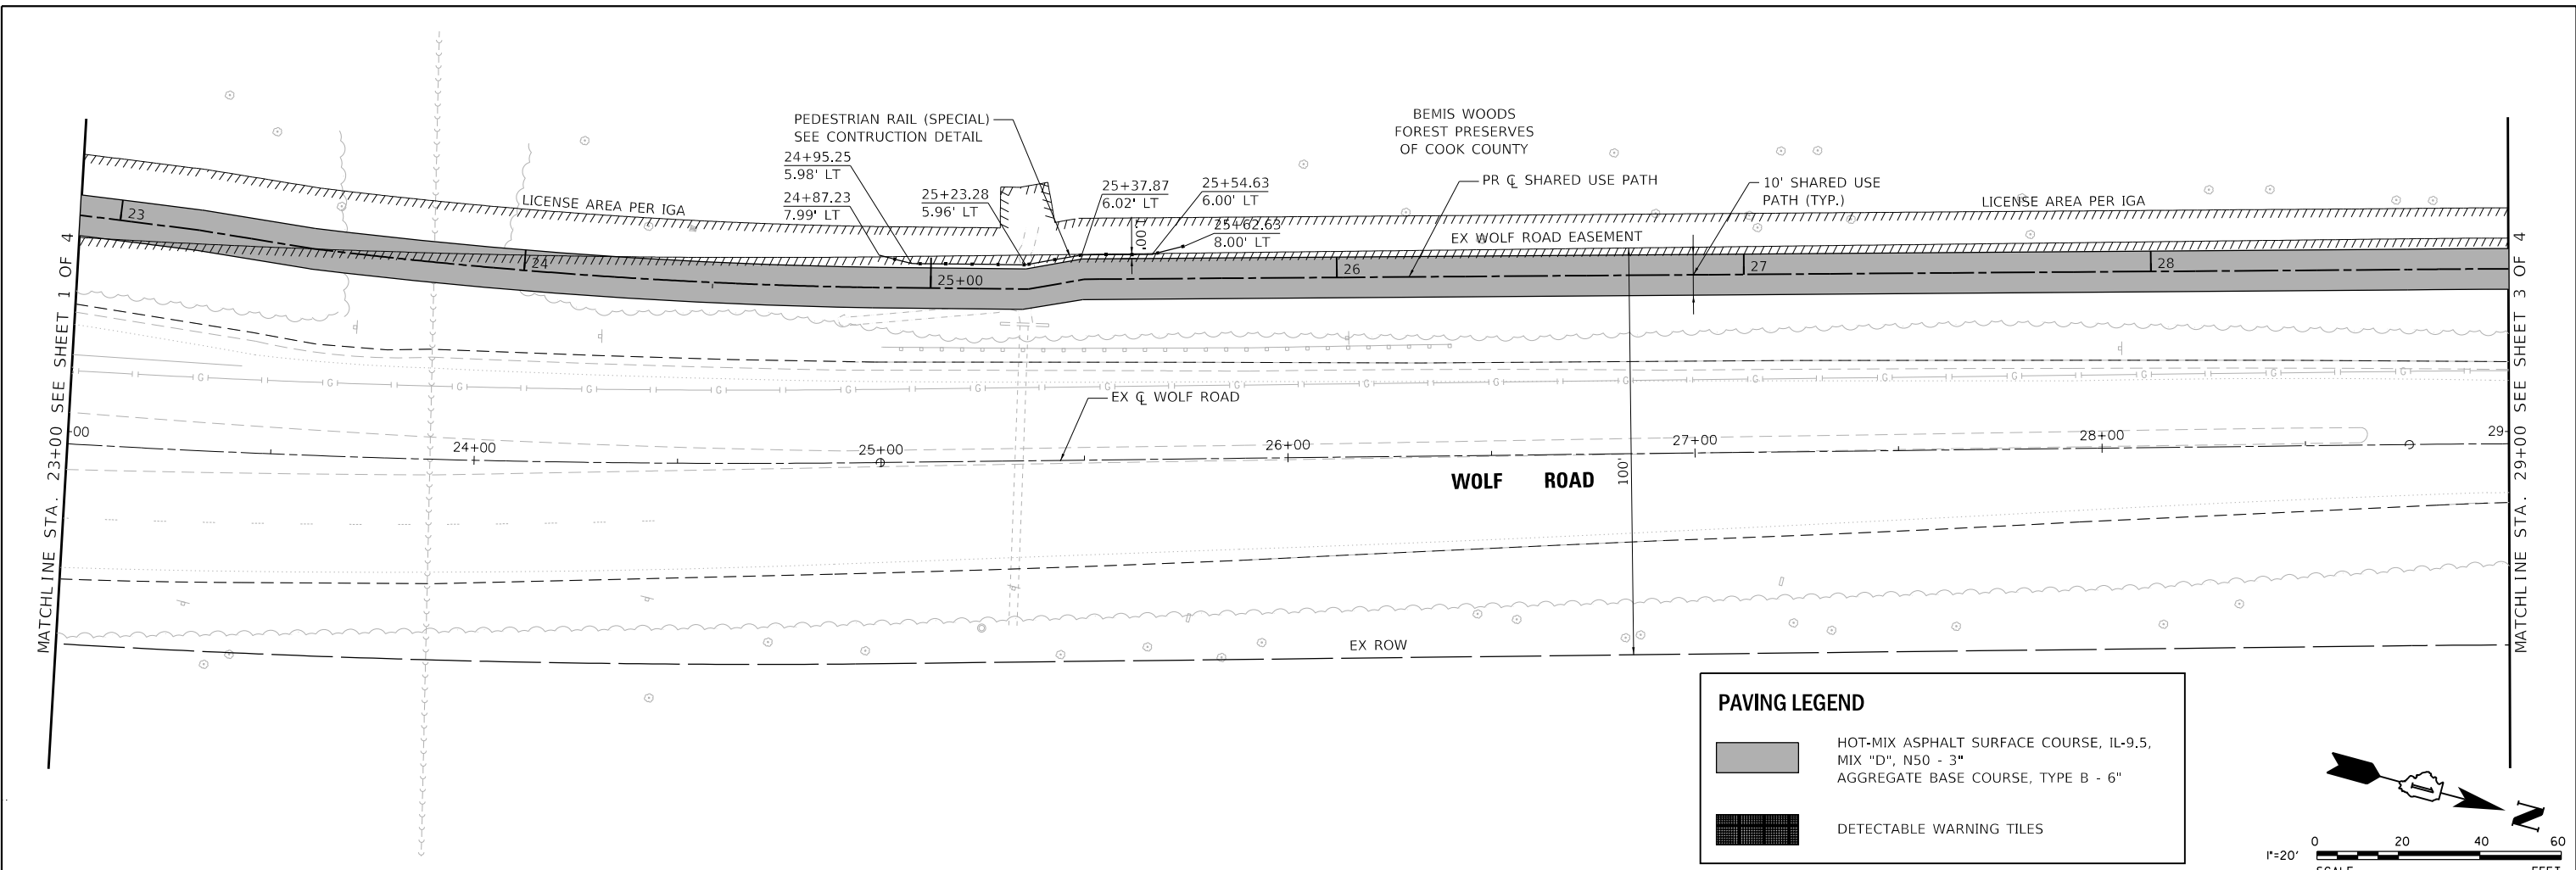 MATCHLINE STA. 23+00 SEE SHEET 1 OF 4
PEDESTRIAN RAIL (SPECIAL)
SEE CONTRUCTION DETAIL
24+95.25
5.98' LT
24+87.23
7.99' LT
25+23.28
5.96' LT
25+37.87
6.02' LT
1.00'
25+54.63
6.00' LT
25+62.63
8.00' LT
BEMIS WOODS
FOREST PRESERVES
OF COOK COUNTY
PR ℄ SHARED USE PATH
10' SHARED USE
PATH (TYP.)
LICENSE AREA PER IGA
LICENSE AREA PER IGA
EX WOLF ROAD EASEMENT
23
24
25+00
26
27
28
G G G G G G G G G G G G G G G G G G
EX ℄ WOLF ROAD
+00
24+00
25+00
26+00
27+00
28+00
29
WOLF ROAD
100'
EX ROW
MATCHLINE STA. 29+00 SEE SHEET 3 OF 4
PAVING LEGEND
HOT-MIX ASPHALT SURFACE COURSE, IL-9.5,
MIX "D", N50 - 3"
AGGREGATE BASE COURSE, TYPE B - 6"
DETECTABLE WARNING TILES
N
0 20 40 60
1"=20'
SCALE FEET